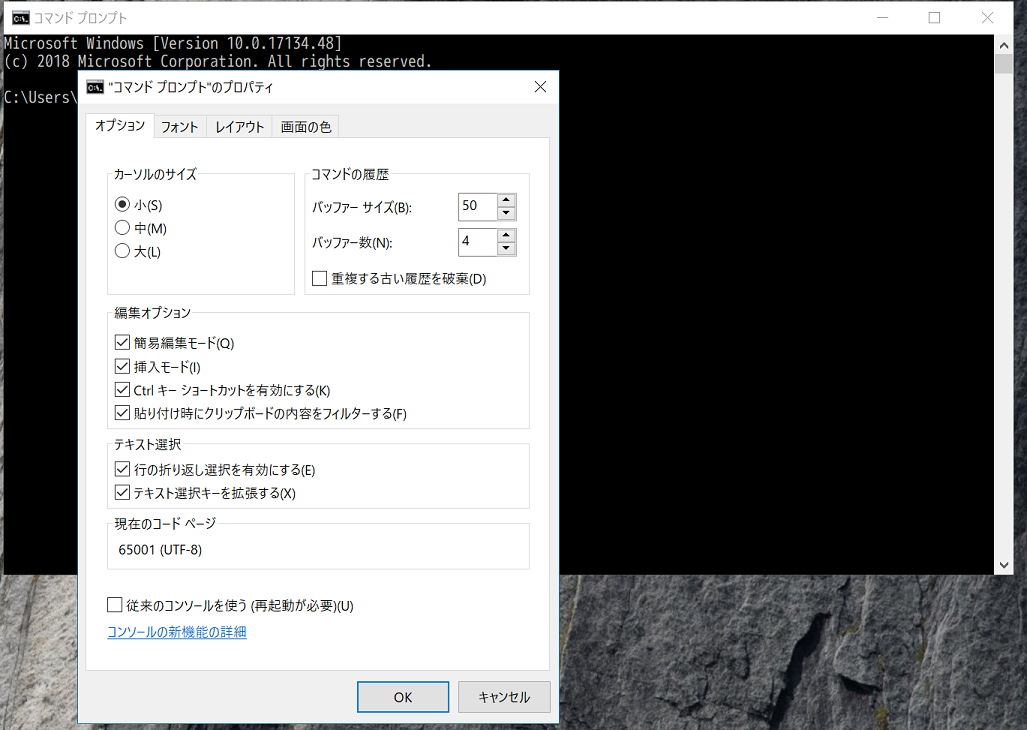 コマンド プロンプト
Microsoft Windows [Version 10.0.17134.48]
(c) 2018 Microsoft Corporation. All rights reserved.
C:\Users\
"コマンド プロンプト"のプロパティ
オプション フォント レイアウト 画面の色
カーソルのサイズ
小(S)
中(M)
大(L)
コマンドの履歴
バッファー サイズ(B): 50
バッファー数(N): 4
重複する古い履歴を破棄(D)
編集オプション
簡易編集モード(Q)
挿入モード(I)
Ctrl キー ショートカットを有効にする(K)
貼り付け時にクリップボードの内容をフィルターする(F)
テキスト選択
行の折り返し選択を有効にする(E)
テキスト選択キーを拡張する(X)
現在のコード ページ
65001 (UTF-8)
従来のコンソールを使う (再起動が必要)(U)
コンソールの新機能の詳細
OK キャンセル